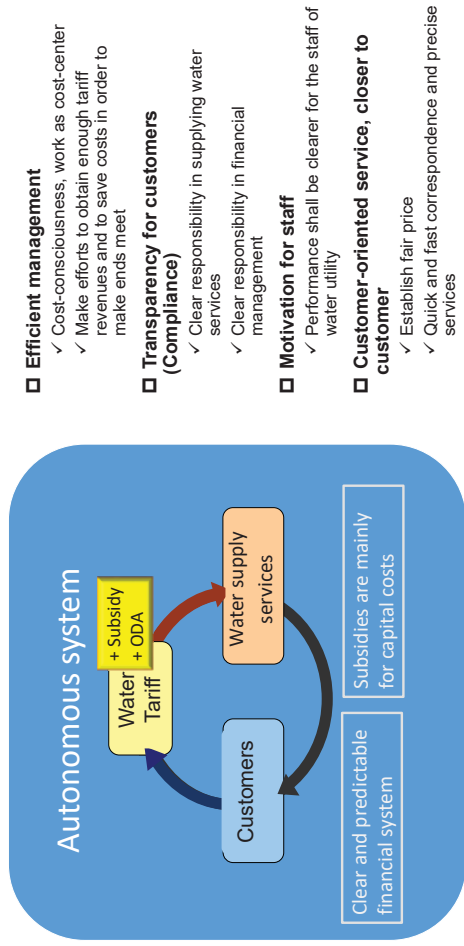 Autonomous system
+ Subsidy
+ ODA
Water
Tariff
Customers
Water supply
services
Clear and predictable
financial system
Subsidies are mainly
for capital costs
□ Efficient management
✓ Cost-consciousness, work as cost-center
✓ Make efforts to obtain enough tariff
revenues and to save costs in order to
make ends meet
□ Transparency for customers
(Compliance)
✓ Clear responsibility in supplying water
services
✓ Clear responsibility in financial
management
□ Motivation for staff
✓ Performance shall be clearer for the staff of
water utility
□ Customer-oriented service, closer to
customer
✓ Establish fair price
✓ Quick and fast correspondence and precise
services